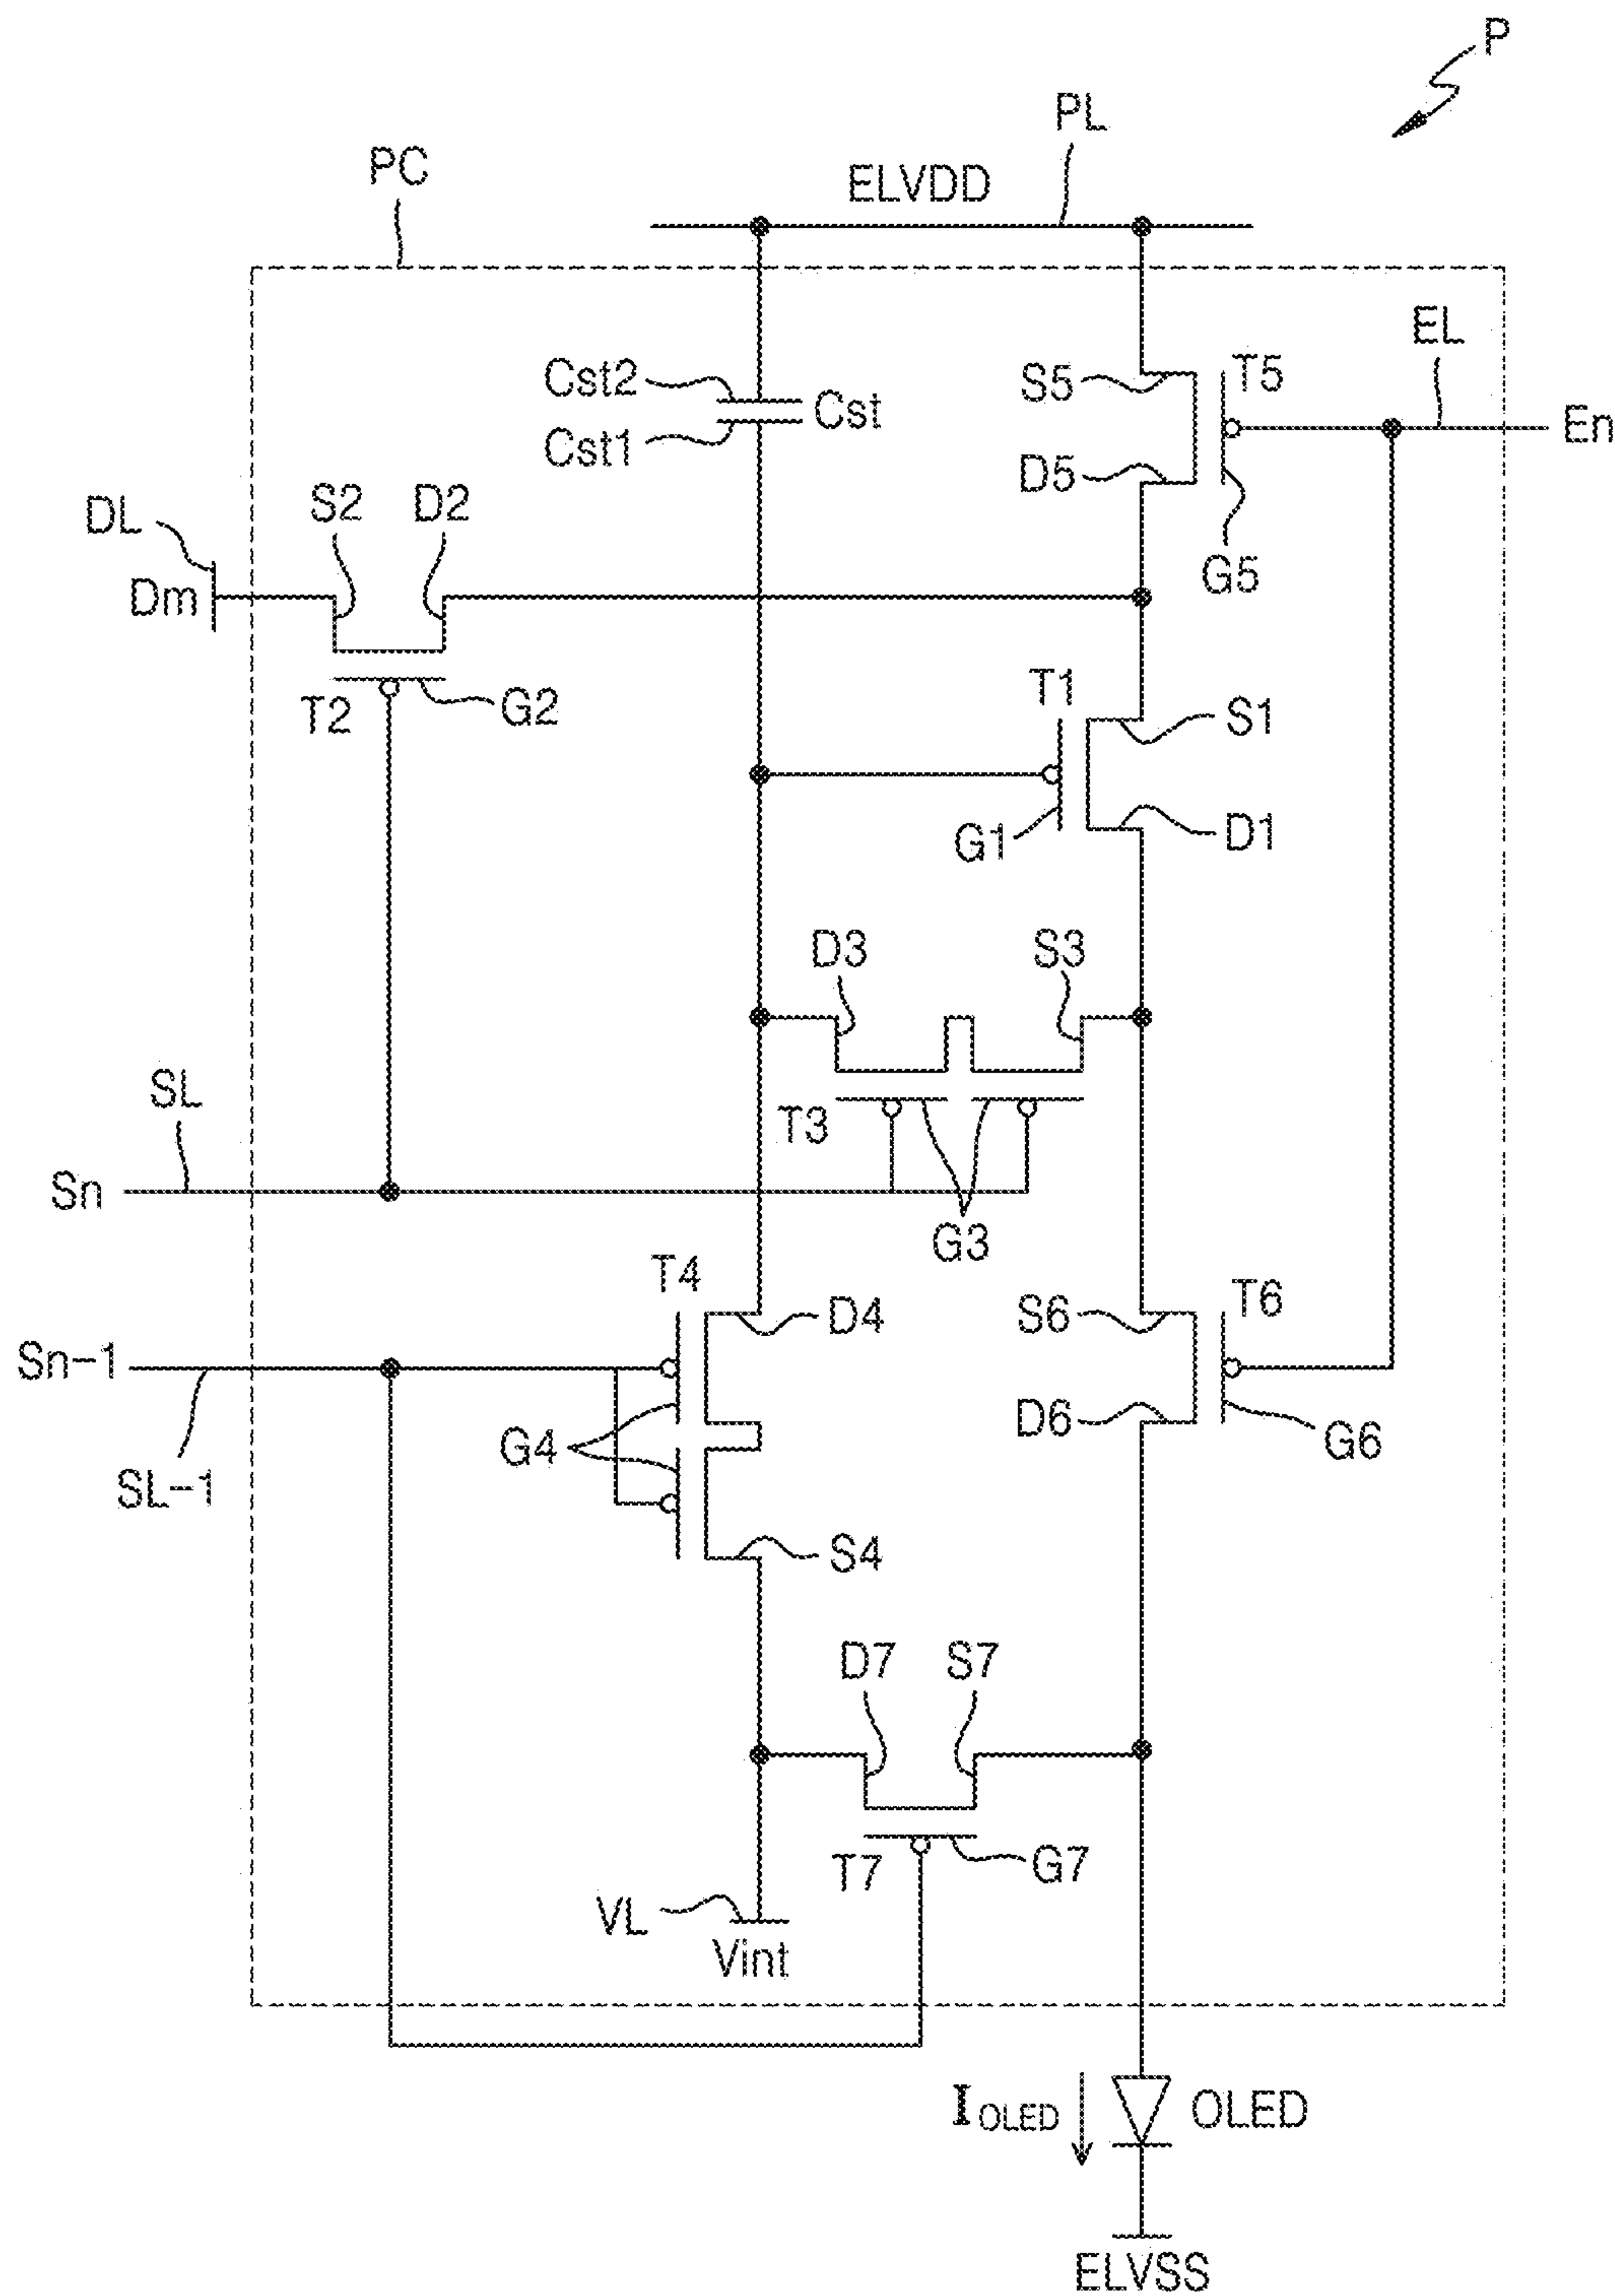 P
PL
PC
ELVDD
EL
Cst2
Cst
Cst1
S5
T5
En
D5
S2
D2
DL
G5
Dm
T1
T2
G2
S1
G1
D1
D3
S3
SL
T3
Sn
G3
T4
D4
S6
T6
Sn-1
D6
G4
G6
SL-1
S4
D7
S7
T7
G7
VL
Vint
IOLED
OLED
ELVSS